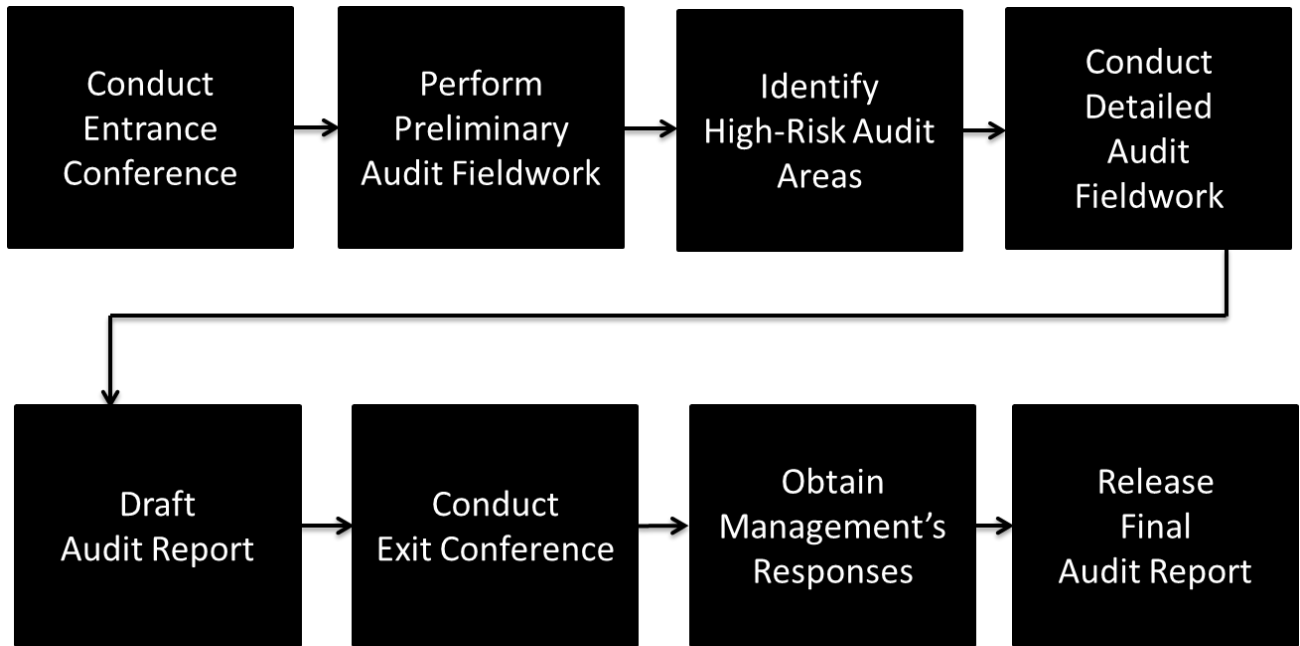 Conduct
Entrance
Conference
Perform
Preliminary
Audit Fieldwork
Identify
High-Risk Audit
Areas
Conduct
Detailed
Audit
Fieldwork
Draft
Audit Report
Conduct
Exit Conference
Obtain
Management’s
Responses
Release
Final
Audit Report